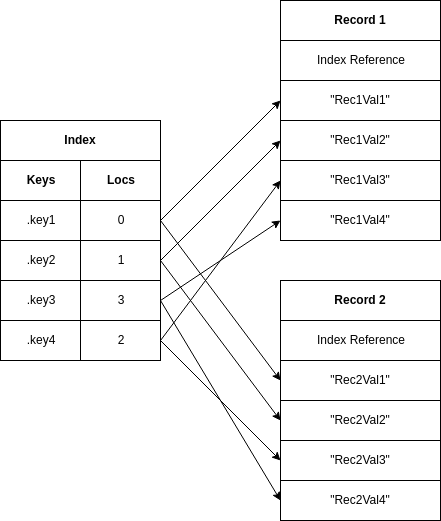 Record 1
Index Reference
"Rec1Val1"
"Rec1Val2"
"Rec1Val3"
"Rec1Val4"
Index
Keys Locs
.key1 0
.key2 1
.key3 3
.key4 2
Record 2
Index Reference
"Rec2Val1"
"Rec2Val2"
"Rec2Val3"
"Rec2Val4"